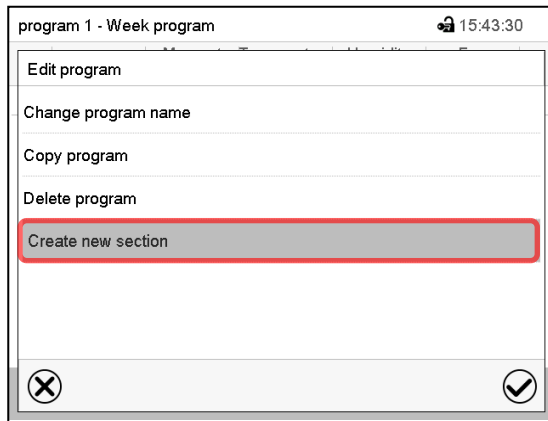 program 1 - Week program 15:43:30
Edit program
Change program name
Copy program
Delete program
Create new section